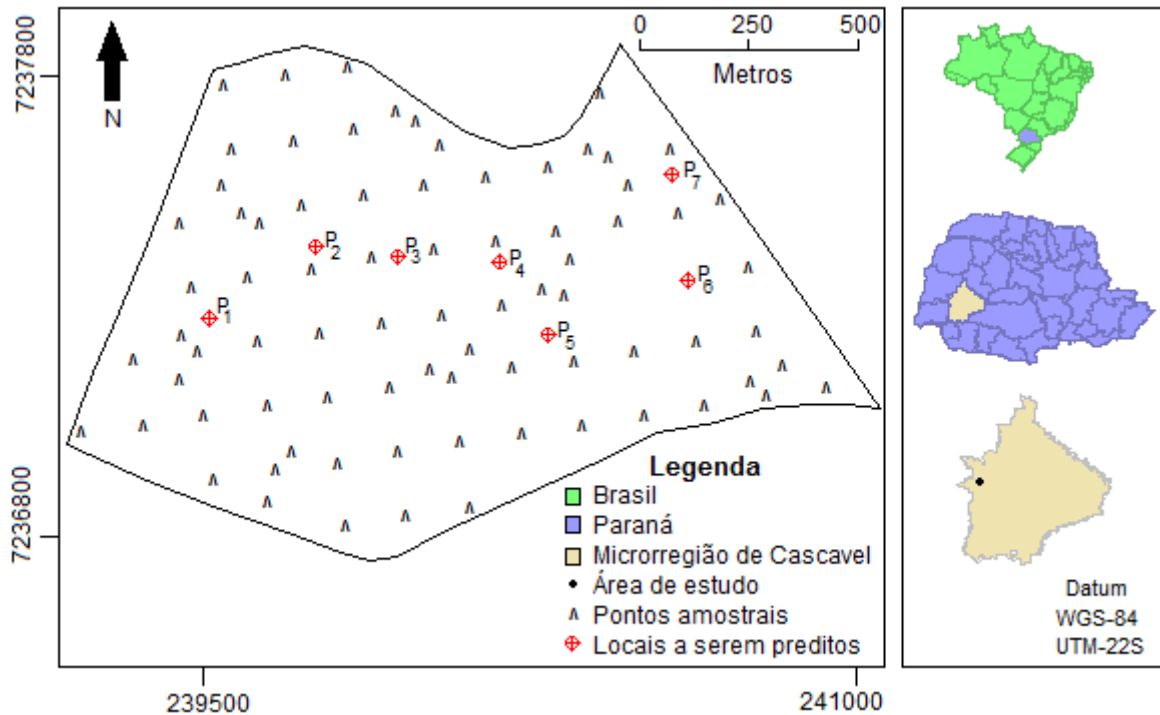 0 250 500
Metros
7237800
N
P1
P2
P3
P4
P5
P6
P7
7236800
Legenda
Brasil
Paraná
Microrregião de Cascavel
Área de estudo
Pontos amostrais
Locais a serem preditos
239500
241000
Datum
WGS-84
UTM-22S